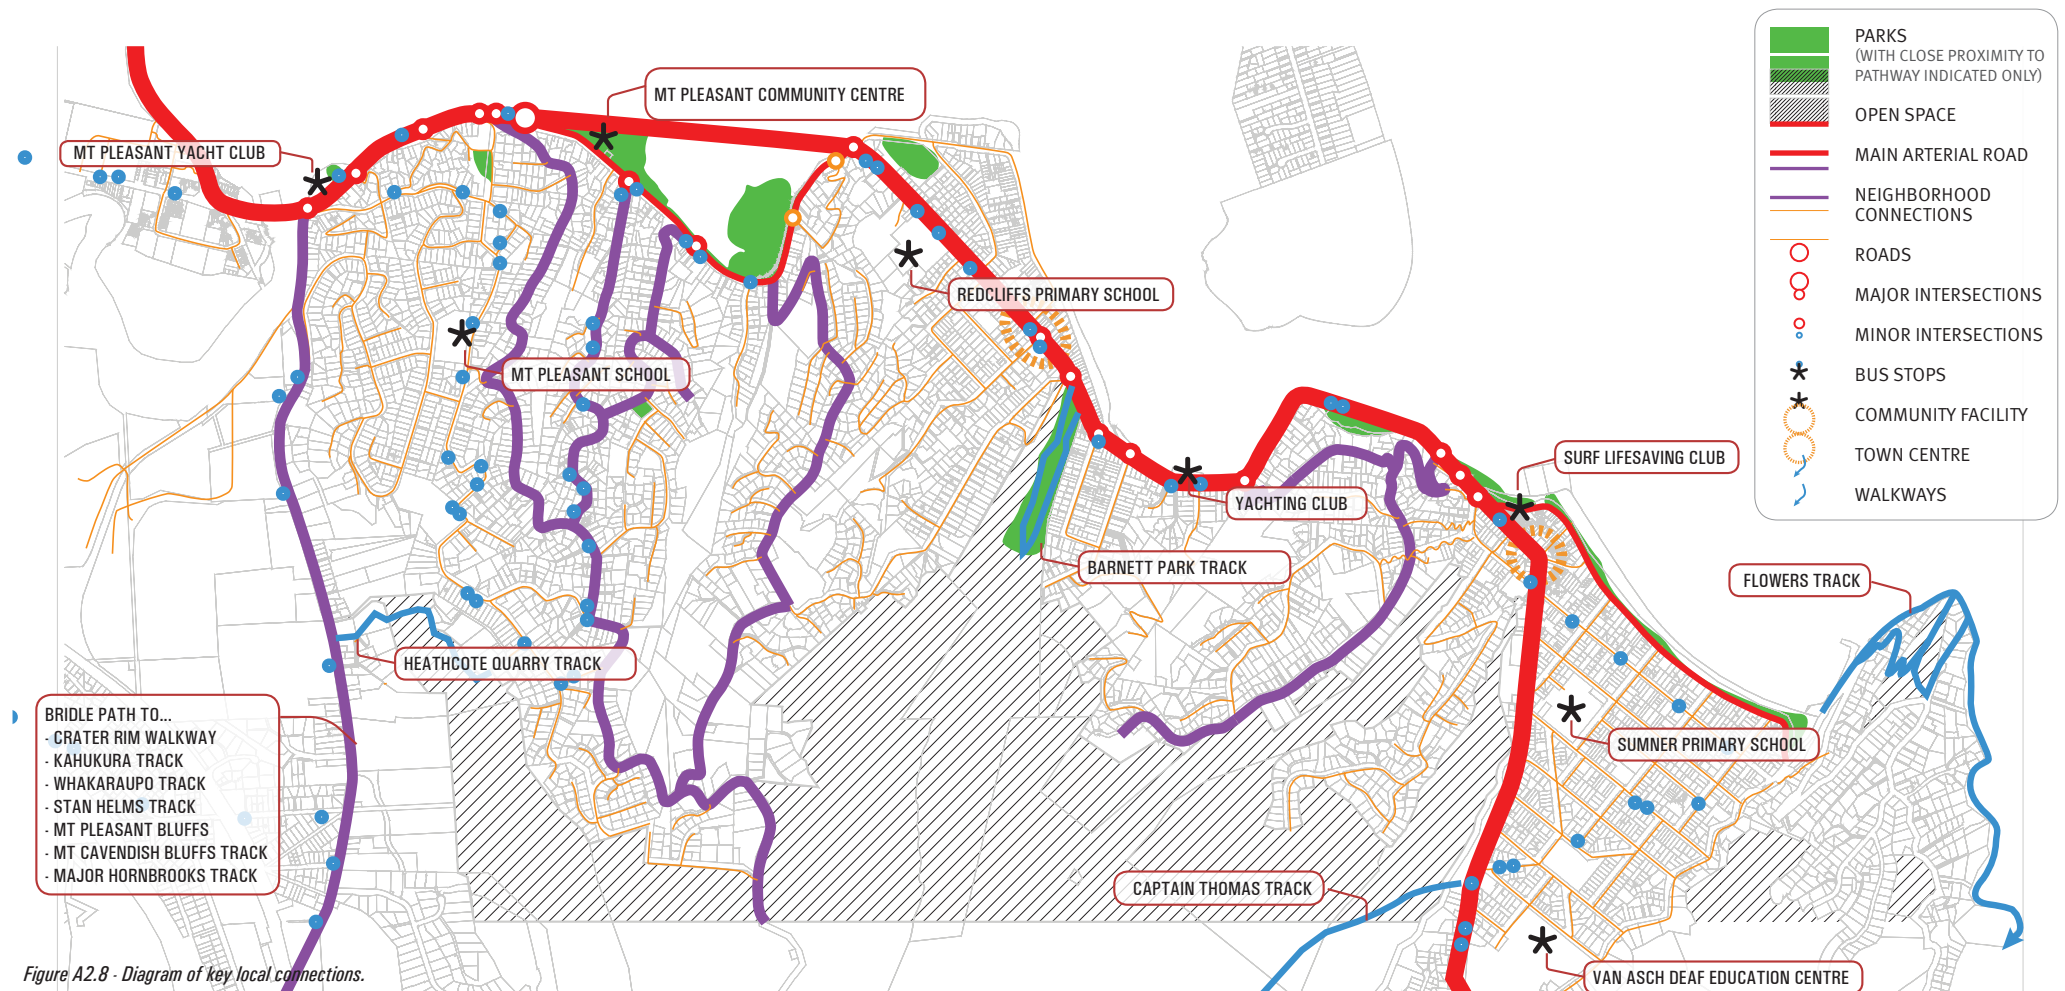 PARKS
(WITH CLOSE PROXIMITY TO
PATHWAY INDICATED ONLY)
OPEN SPACE
MAIN ARTERIAL ROAD
NEIGHBORHOOD
CONNECTIONS
ROADS
MAJOR INTERSECTIONS
MINOR INTERSECTIONS
BUS STOPS
COMMUNITY FACILITY
TOWN CENTRE
WALKWAYS
MT PLEASANT COMMUNITY CENTRE
MT PLEASANT YACHT CLUB
REDCLIFFS PRIMARY SCHOOL
MT PLEASANT SCHOOL
SURF LIFESAVING CLUB
YACHTING CLUB
BARNETT PARK TRACK
FLOWERS TRACK
HEATHCOTE QUARRY TRACK
BRIDLE PATH TO...
- CRATER RIM WALKWAY
- KAHUKURA TRACK
- WHAKARAUPO TRACK
- STAN HELMS TRACK
- MT PLEASANT BLUFFS
- MT CAVENDISH BLUFFS TRACK
- MAJOR HORNBROOKS TRACK
SUMNER PRIMARY SCHOOL
CAPTAIN THOMAS TRACK
VAN ASCH DEAF EDUCATION CENTRE
Figure A2.8 - Diagram of key local connections.